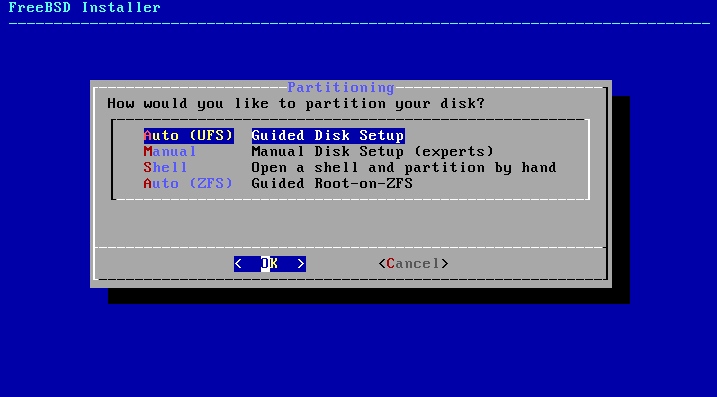 FreeBSD Installer
Partitioning
How would you like to partition your disk?
Auto (UFS) Guided Disk Setup
Manual Manual Disk Setup (experts)
Shell Open a shell and partition by hand
Auto (ZFS) Guided Root-on-ZFS
< OK > <Cancel>